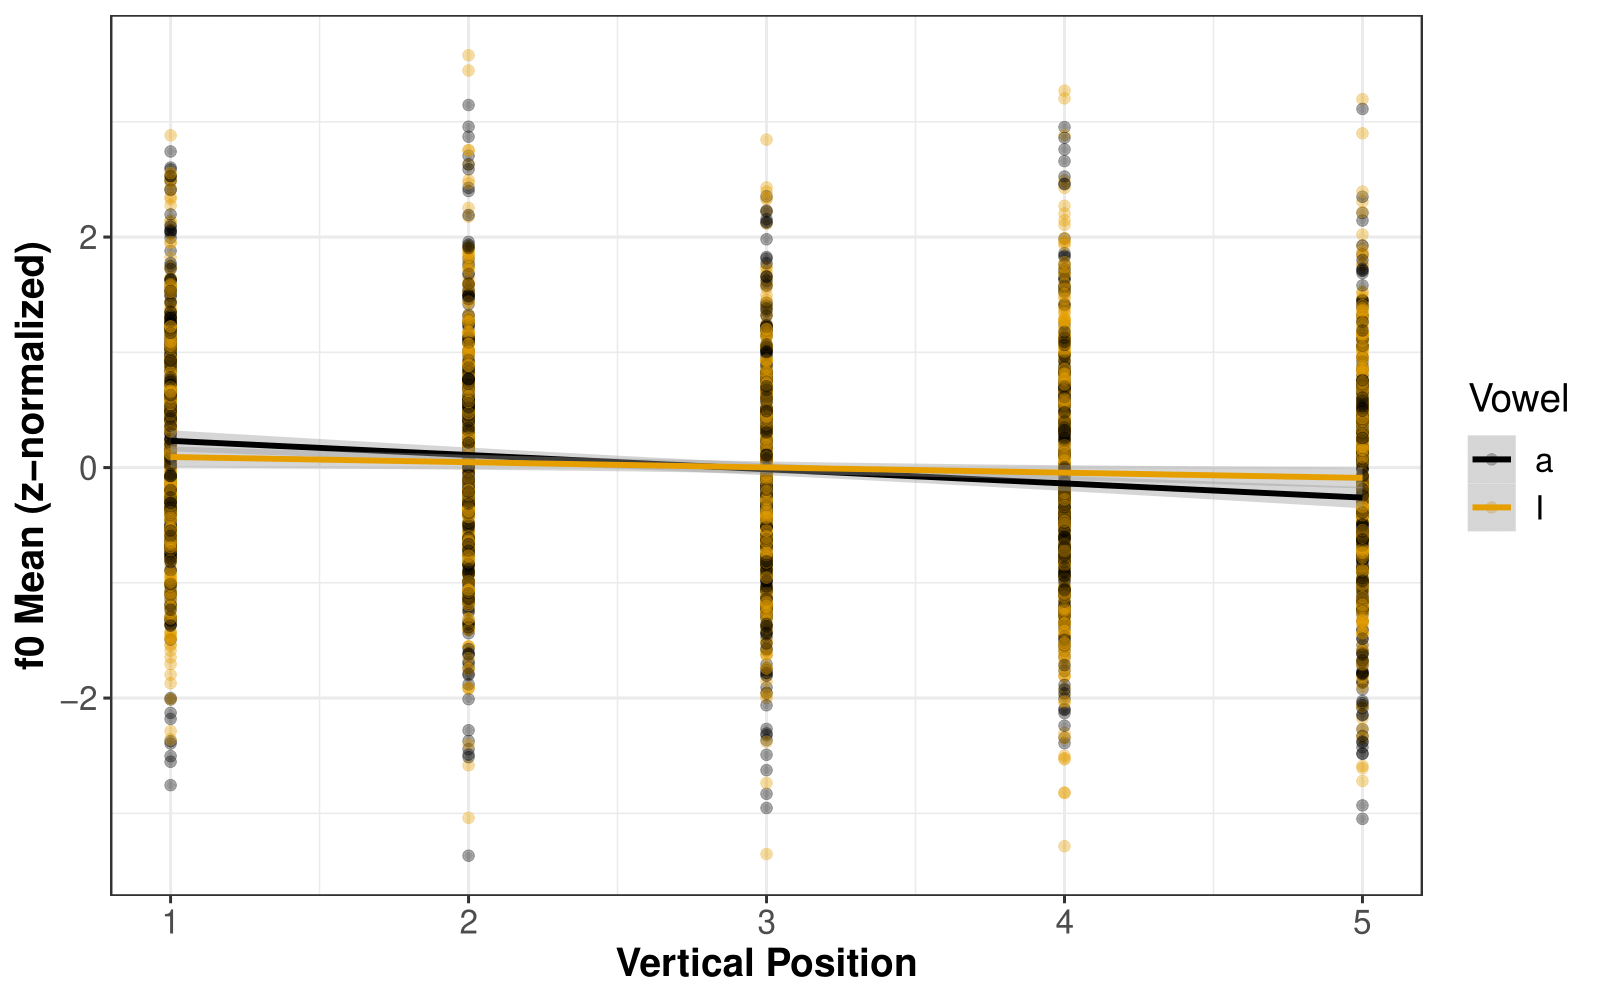 f0 Mean (z−normalized)
2
0
−2
1 2 3 4 5
Vertical Position
Vowel
a
I